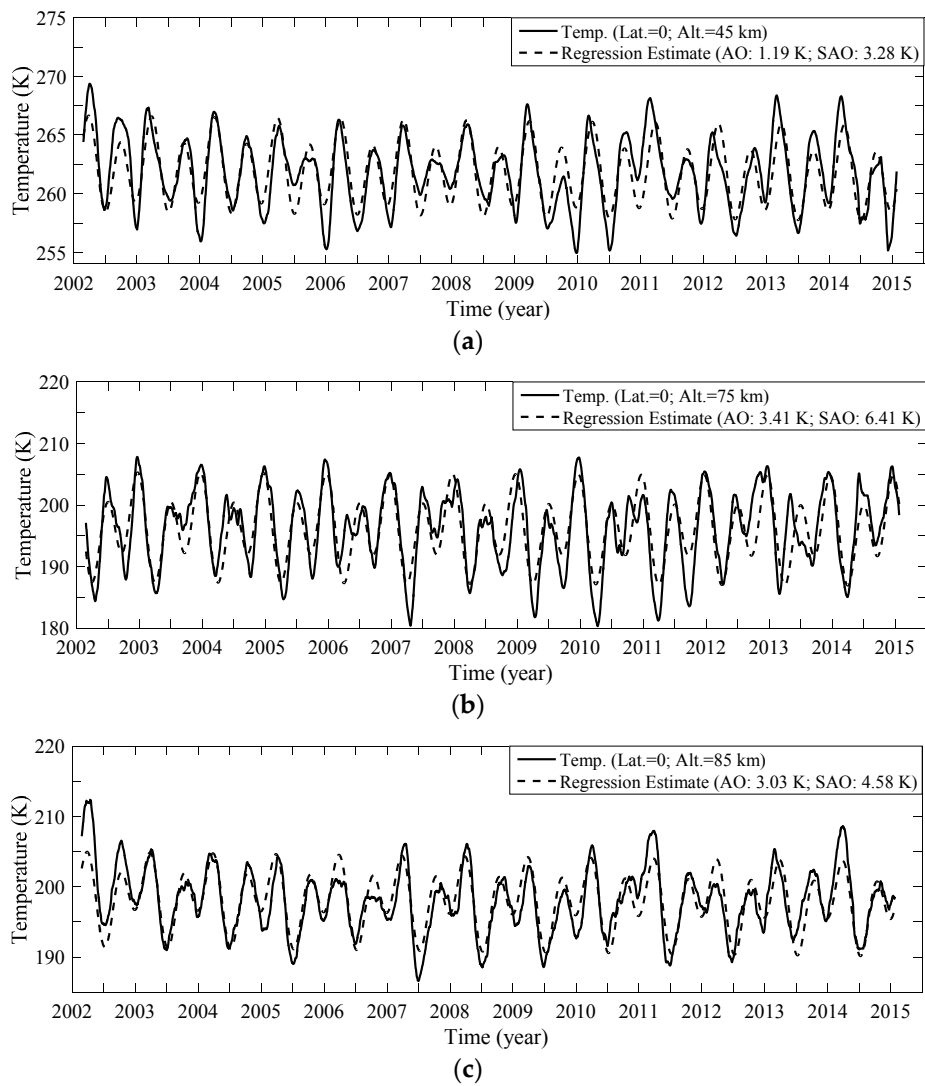 275
270
265
260
255
Temperature (K)
Temp. (Lat.=0; Alt.=45 km)
Regression Estimate (AO: 1.19 K; SAO: 3.28 K)
2002 2003 2004 2005 2006 2007 2008 2009 2010 2011 2012 2013 2014 2015
Time (year)
(a)
220
210
200
190
180
Temperature (K)
Temp. (Lat.=0; Alt.=75 km)
Regression Estimate (AO: 3.41 K; SAO: 6.41 K)
2002 2003 2004 2005 2006 2007 2008 2009 2010 2011 2012 2013 2014 2015
Time (year)
(b)
220
210
200
190
Temperature (K)
Temp. (Lat.=0; Alt.=85 km)
Regression Estimate (AO: 3.03 K; SAO: 4.58 K)
2002 2003 2004 2005 2006 2007 2008 2009 2010 2011 2012 2013 2014 2015
Time (year)
(c)